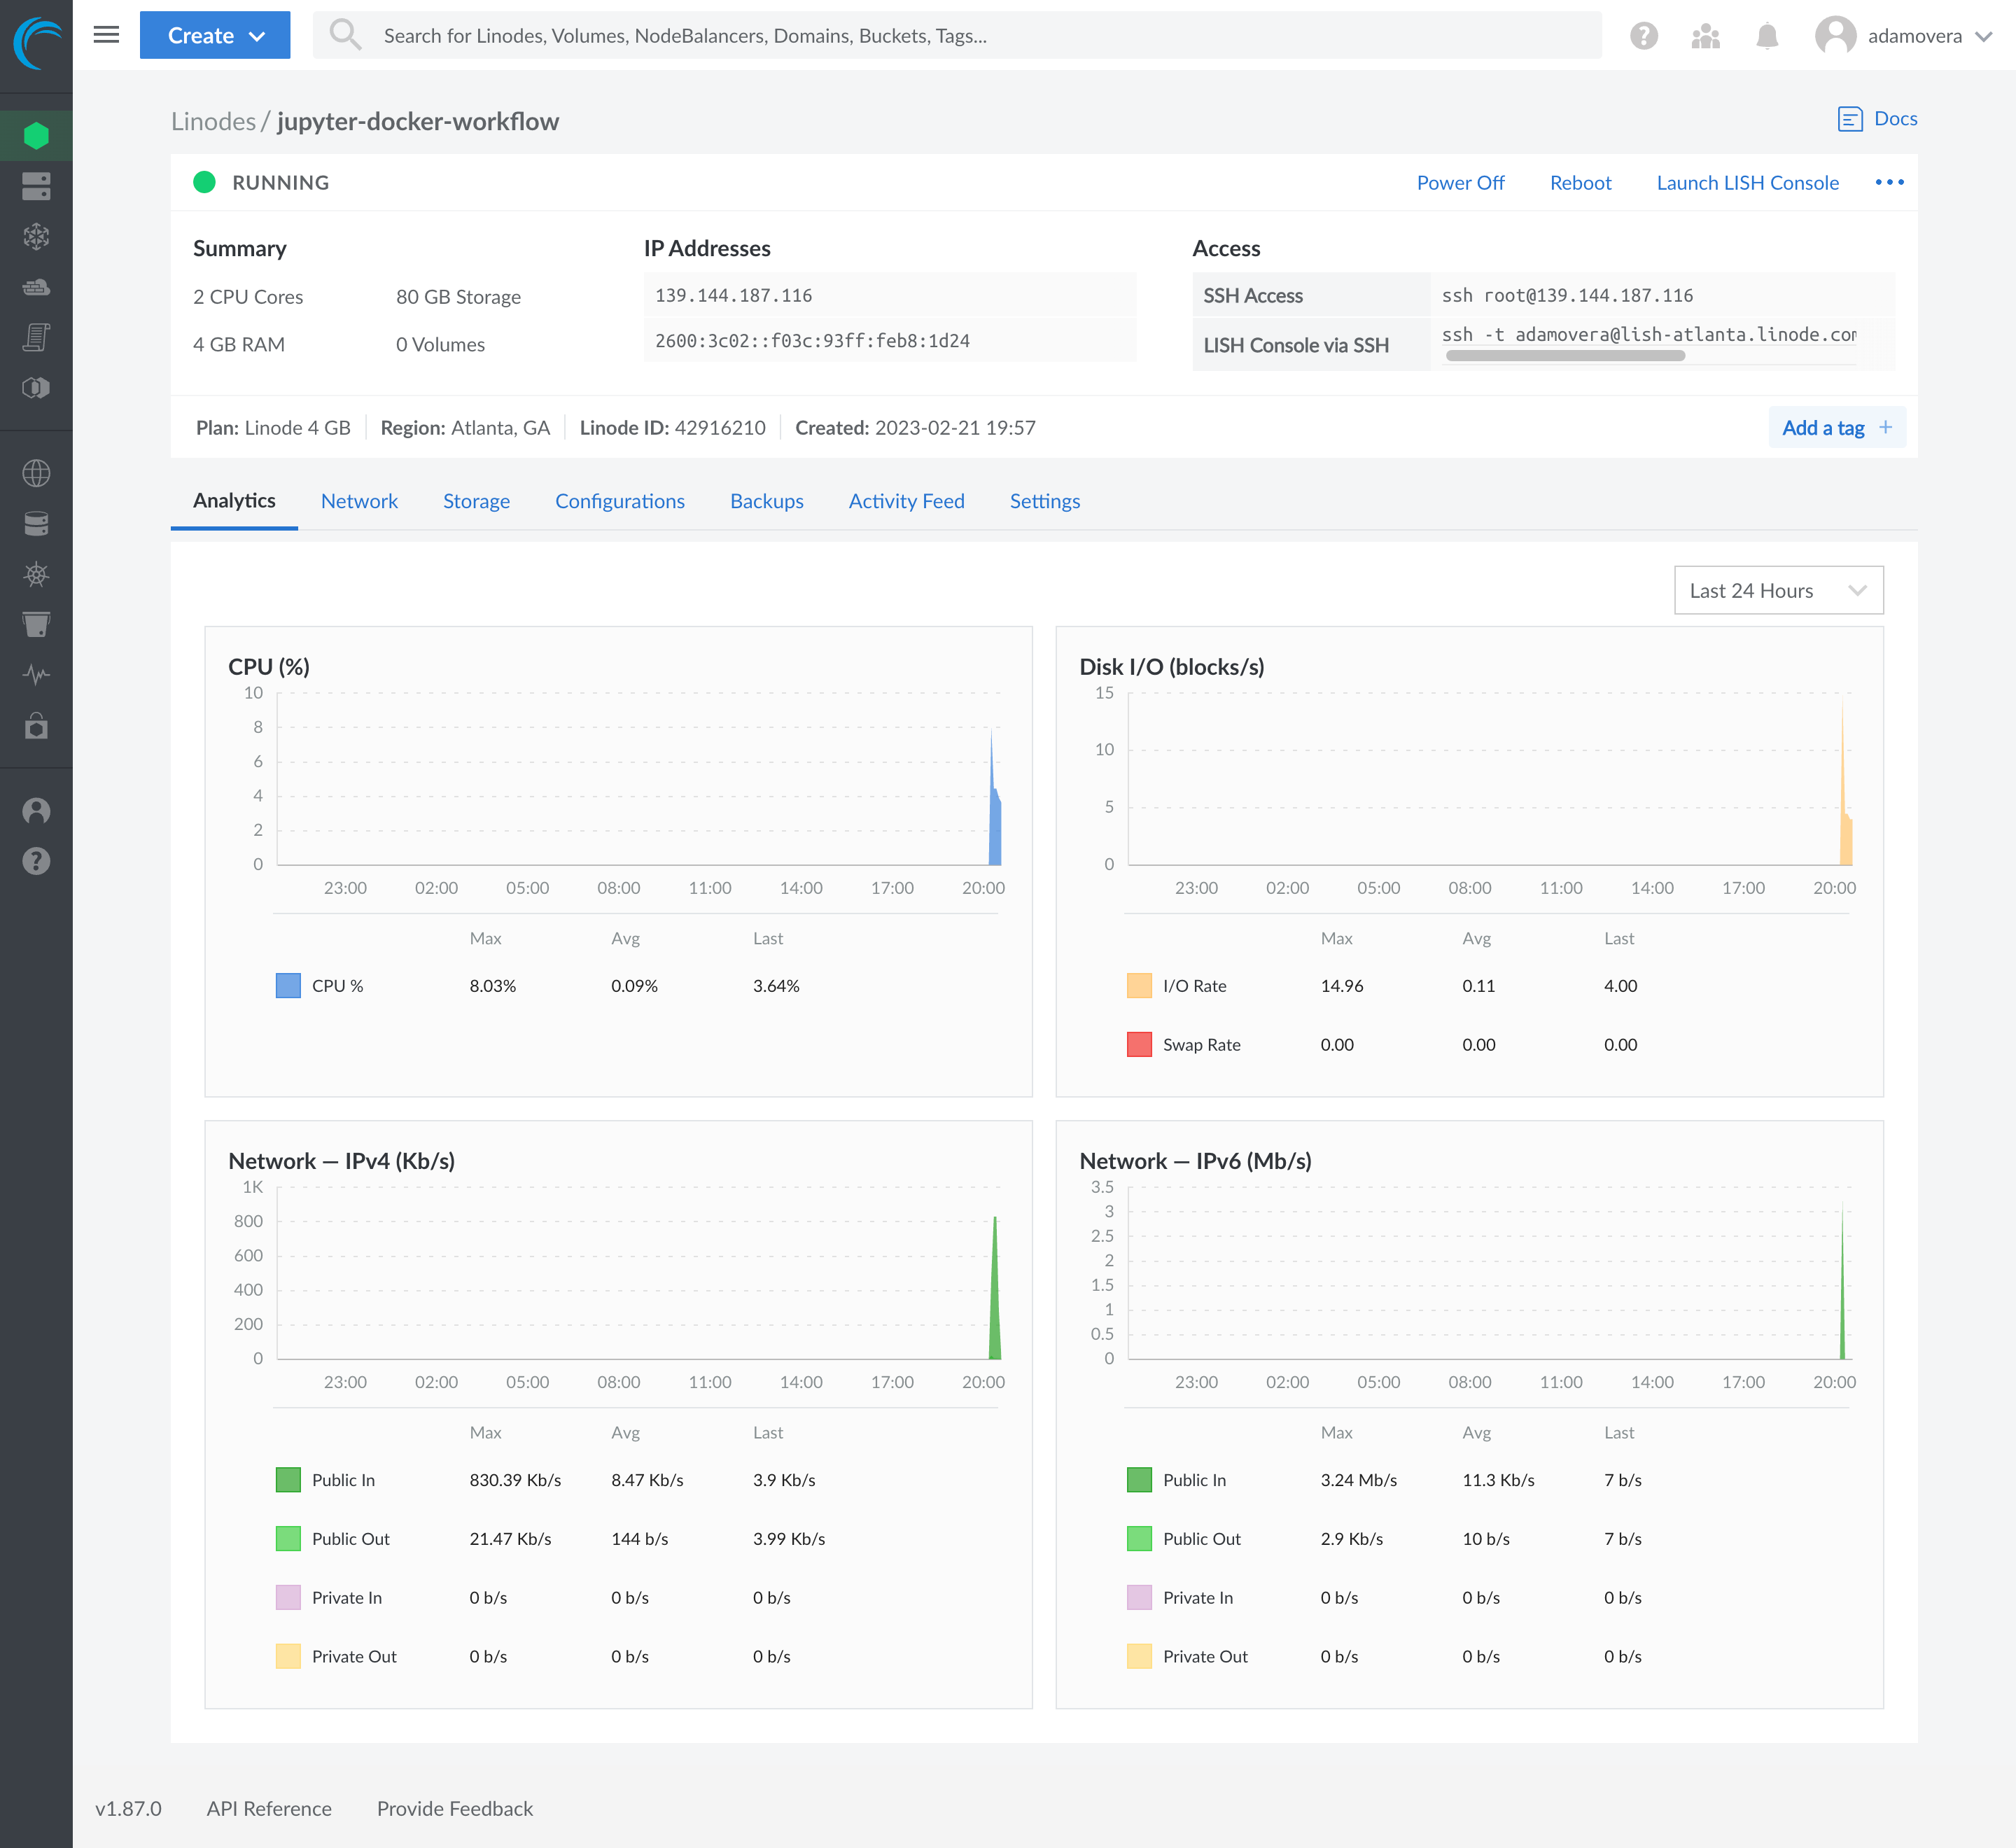 Create
Search for Linodes, Volumes, NodeBalancers, Domains, Buckets, Tags...
adamovera
Linodes / jupyter-docker-workflow
Docs
RUNNING
Power Off Reboot Launch LISH Console
Summary
2 CPU Cores 80 GB Storage
4 GB RAM 0 Volumes
IP Addresses
139.144.187.116
2600:3c02::f03c:93ff:feb8:1d24
Access
SSH Access ssh root@139.144.187.116
LISH Console via SSH ssh -t adamovera@lish-atlanta.linode.com
Plan: Linode 4 GB Region: Atlanta, GA Linode ID: 42916210 Created: 2023-02-21 19:57
Add a tag +
Analytics Network Storage Configurations Backups Activity Feed Settings
Last 24 Hours
CPU (%)
10
8
6
4
2
0
23:00 02:00 05:00 08:00 11:00 14:00 17:00 20:00
Max Avg Last
CPU % 8.03% 0.09% 3.64%
Disk I/O (blocks/s)
15
10
5
0
23:00 02:00 05:00 08:00 11:00 14:00 17:00 20:00
Max Avg Last
I/O Rate 14.96 0.11 4.00
Swap Rate 0.00 0.00 0.00
Network — IPv4 (Kb/s)
1K
800
600
400
200
0
23:00 02:00 05:00 08:00 11:00 14:00 17:00 20:00
Max Avg Last
Public In 830.39 Kb/s 8.47 Kb/s 3.9 Kb/s
Public Out 21.47 Kb/s 144 b/s 3.99 Kb/s
Private In 0 b/s 0 b/s 0 b/s
Private Out 0 b/s 0 b/s 0 b/s
Network — IPv6 (Mb/s)
3.5
3
2.5
2
1.5
1
0.5
0
23:00 02:00 05:00 08:00 11:00 14:00 17:00 20:00
Max Avg Last
Public In 3.24 Mb/s 11.3 Kb/s 7 b/s
Public Out 2.9 Kb/s 10 b/s 7 b/s
Private In 0 b/s 0 b/s 0 b/s
Private Out 0 b/s 0 b/s 0 b/s
v1.87.0 API Reference Provide Feedback